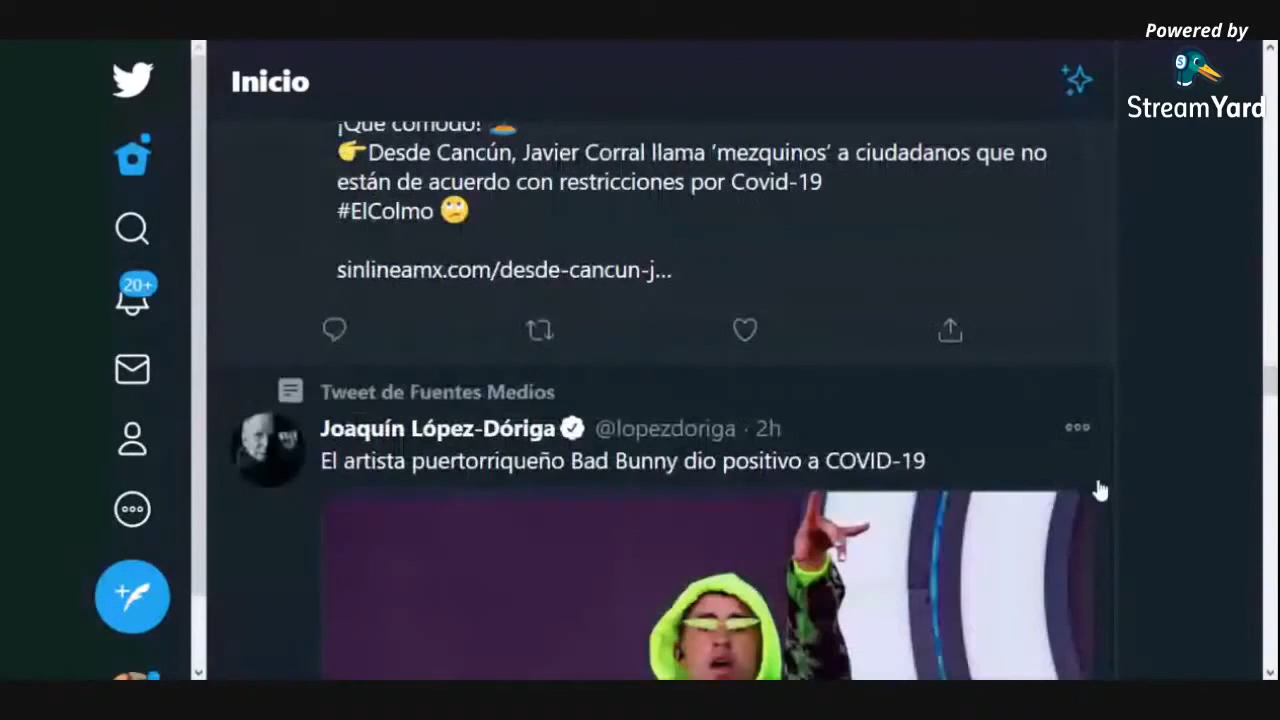 Powered by
StreamYard
Inicio
¡Qué cómodo!
Desde Cancún, Javier Corral llama ‘mezquinos’ a ciudadanos que no
están de acuerdo con restricciones por Covid-19
#ElColmo
sinlineamx.com/desde-cancun-j...
20+
Tweet de Fuentes Medios
Joaquín López-Dóriga @lopezdoriga · 2h
El artista puertorriqueño Bad Bunny dio positivo a COVID-19